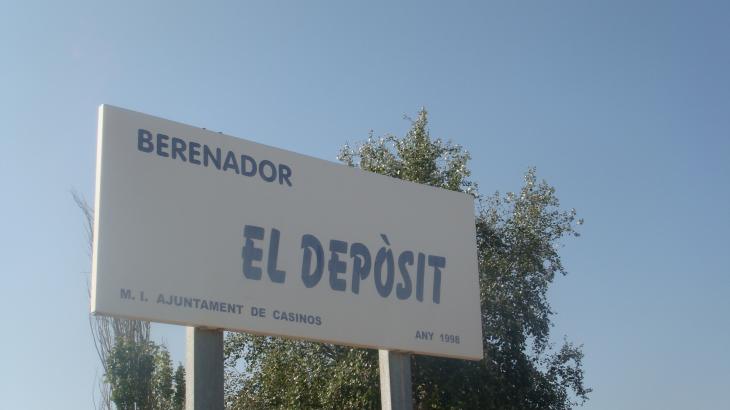 BERENADOR
EL DEPÒSIT
M. I. AJUNTAMENT DE CASINOS
ANY 1998